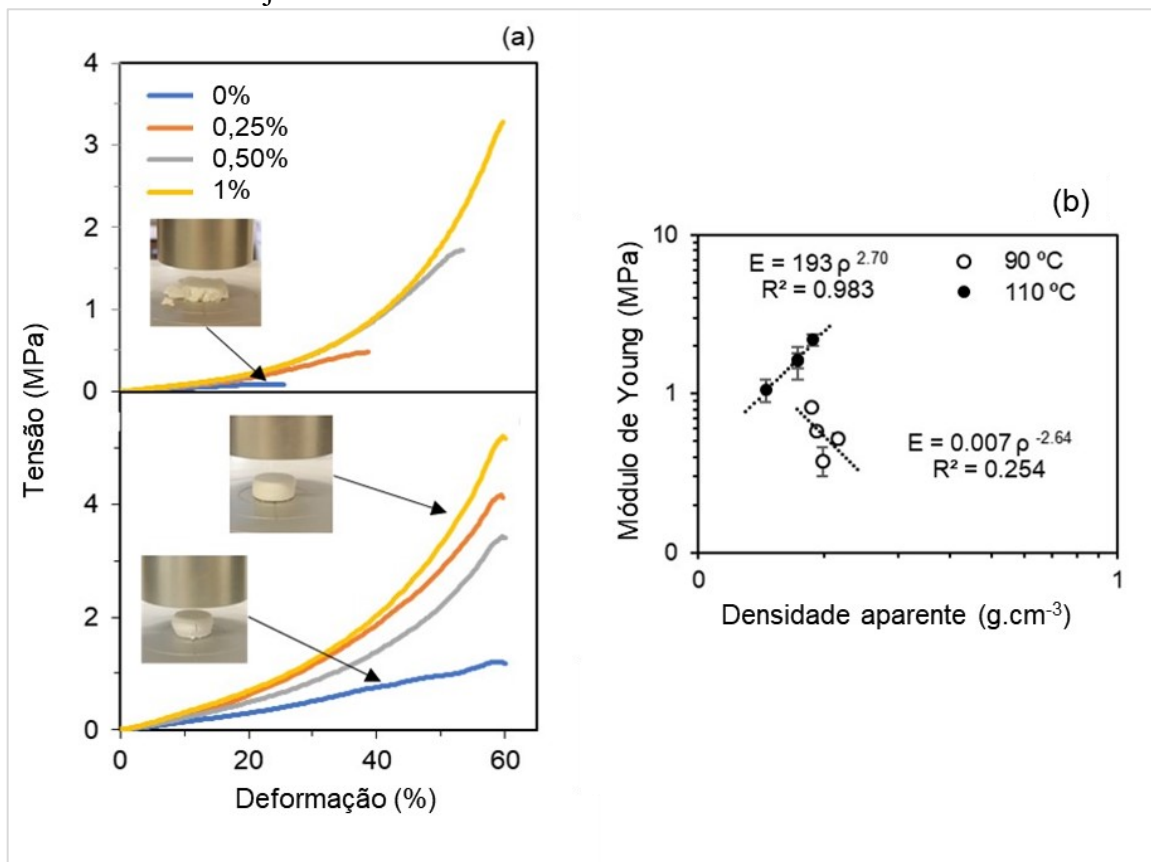 (a)
4
3
2
1
0
0%
0,25%
0,50%
1%
4
2
0
0
20
40
60
Tensão (MPa)
Deformação (%)
(b)
10
1
0
0
1
E = 193 ρ 2.70
R² = 0.983
90 ºC
110 ºC
E = 0.007 ρ -2.64
R² = 0.254
Módulo de Young (MPa)
Densidade aparente (g.cm-3)